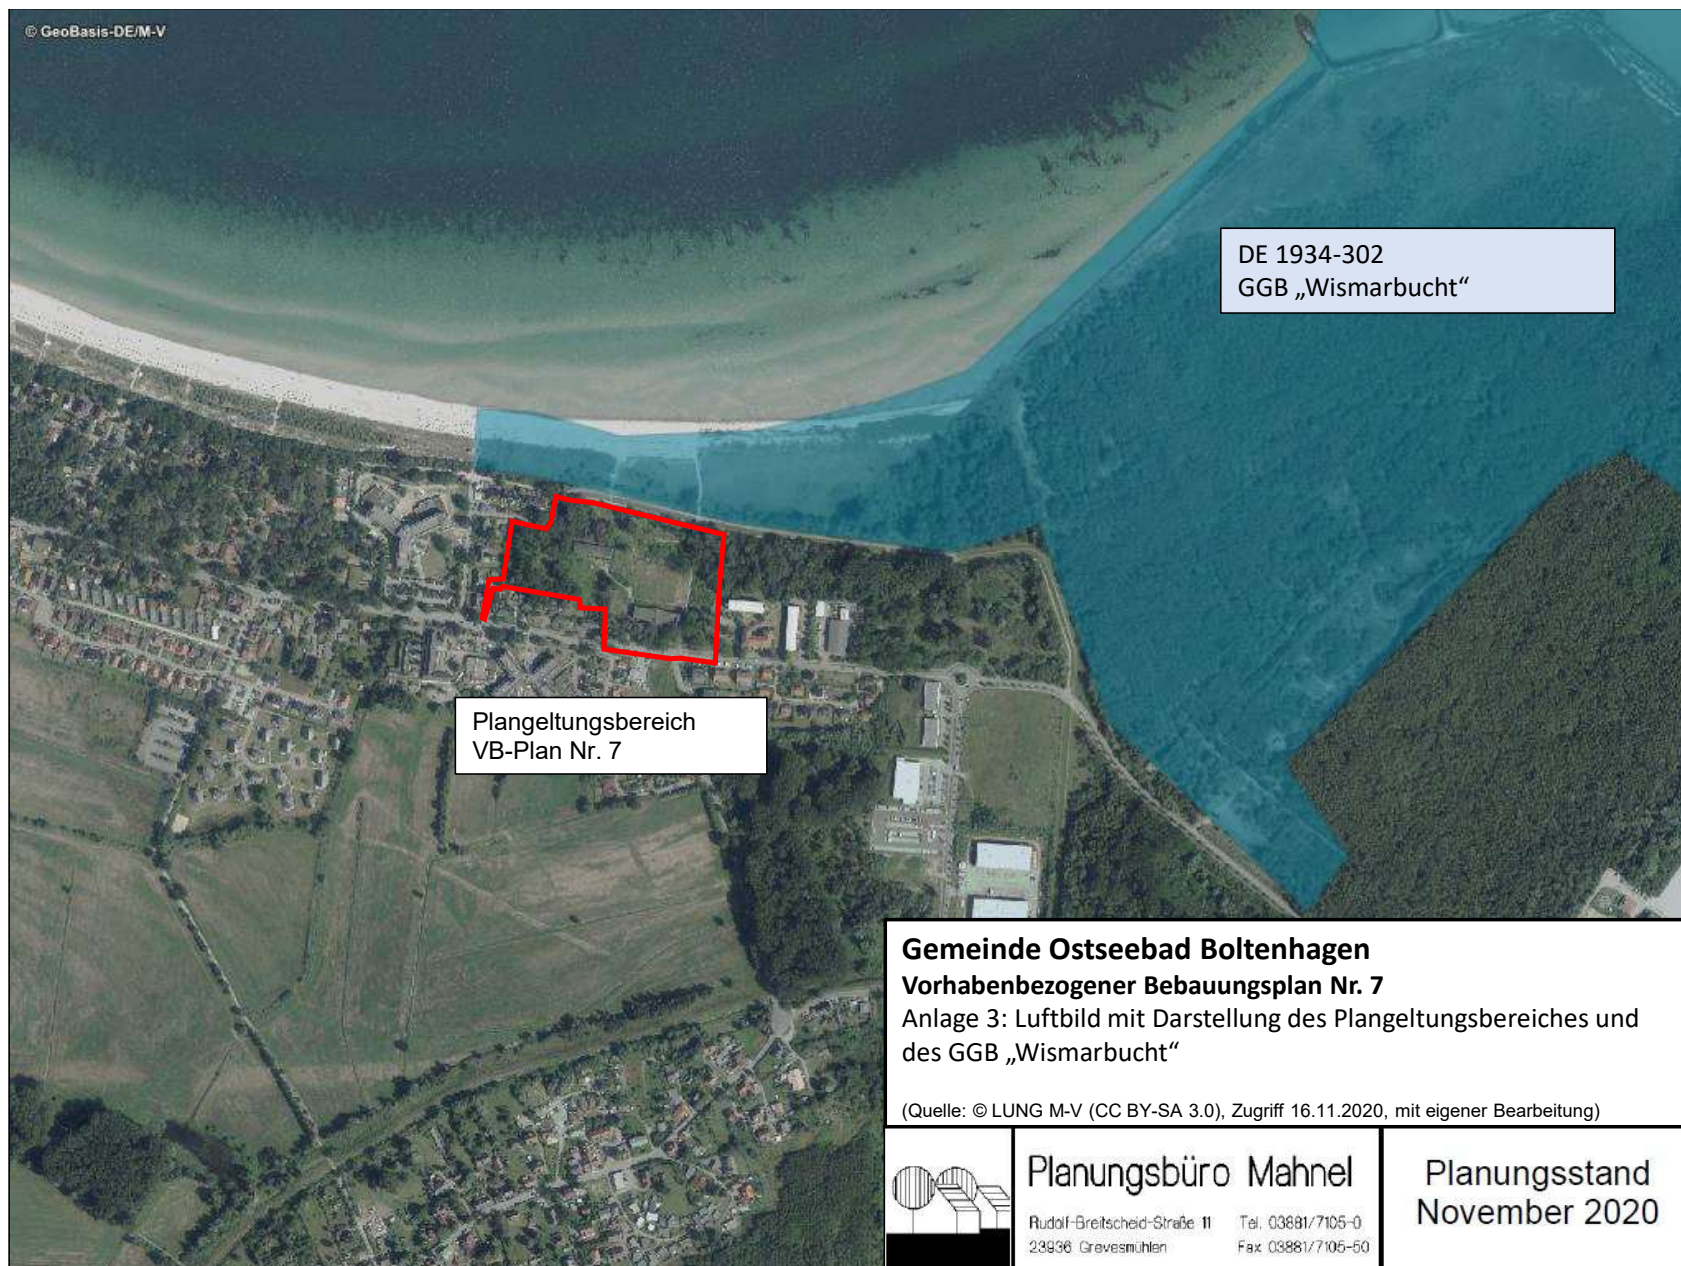 © GeoBasis-DE/M-V
DE 1934-302
GGB „Wismarbucht“
Plangeltungsbereich
VB-Plan Nr. 7
Gemeinde Ostseebad Boltenhagen
Vorhabenbezogener Bebauungsplan Nr. 7
Anlage 3: Luftbild mit Darstellung des Plangeltungsbereiches und
des GGB „Wismarbucht“
(Quelle: © LUNG M-V (CC BY-SA 3.0), Zugriff 16.11.2020, mit eigener Bearbeitung)
Planungsbüro Mahnel
Rudolf-Breitscheid-Straße 11 Tel. 03881/7105-0
23936 Grevesmühlen Fax 03881/7105-50
Planungsstand
November 2020